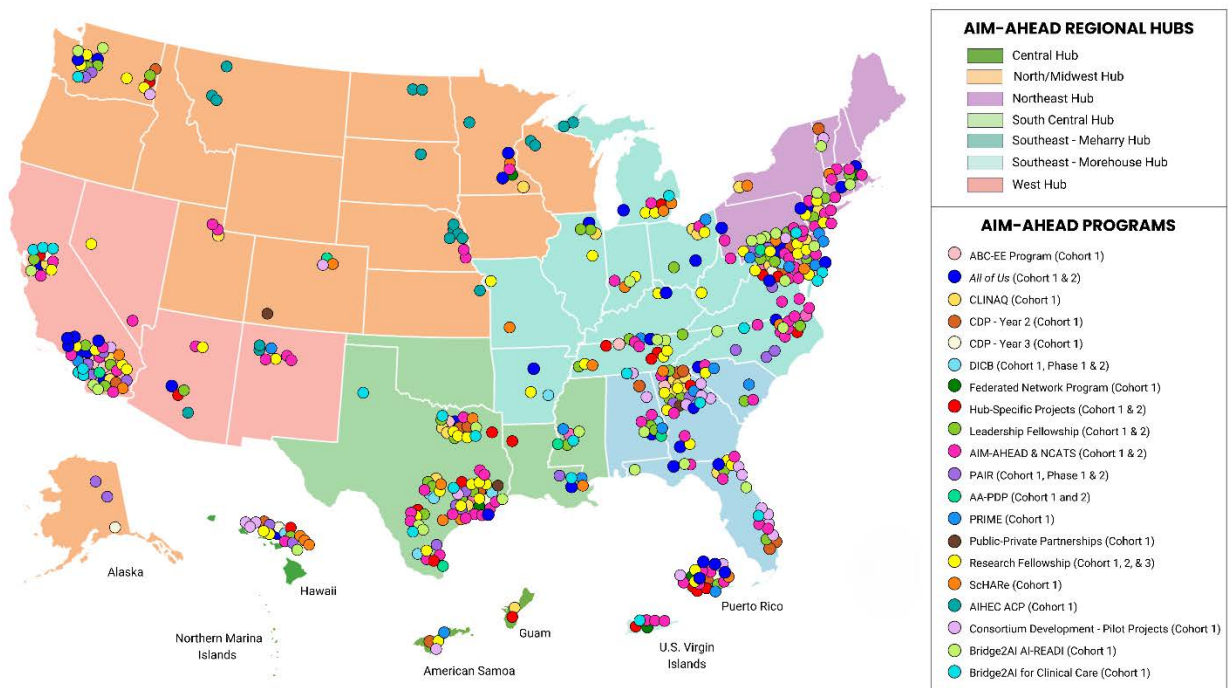 AIM-AHEAD REGIONAL HUBS
Central Hub
North/Midwest Hub
Northeast Hub
South Central Hub
Southeast - Meharry Hub
Southeast - Morehouse Hub
West Hub
AIM-AHEAD PROGRAMS
ABC-EE Program (Cohort 1)
All of Us (Cohort 1 & 2)
CLINAQ (Cohort 1)
CDP - Year 2 (Cohort 1)
CDP - Year 3 (Cohort 1)
DICB (Cohort 1, Phase 1 & 2)
Federated Network Program (Cohort 1)
Hub-Specific Projects (Cohort 1 & 2)
Leadership Fellowship (Cohort 1 & 2)
AIM-AHEAD & NCATS (Cohort 1 & 2)
PAIR (Cohort 1, Phase 1 & 2)
AA-PDP (Cohort 1 and 2)
PRIME (Cohort 1)
Public-Private Partnerships (Cohort 1)
Research Fellowship (Cohort 1, 2, & 3)
ScHARe (Cohort 1)
AIHEC ACP (Cohort 1)
Consortium Development - Pilot Projects (Cohort 1)
Bridge2AI AI-READI (Cohort 1)
Bridge2AI for Clinical Care (Cohort 1)
Alaska
Hawaii
Northern Marina
Islands
American Samoa
Guam
U.S. Virgin
Islands
Puerto Rico